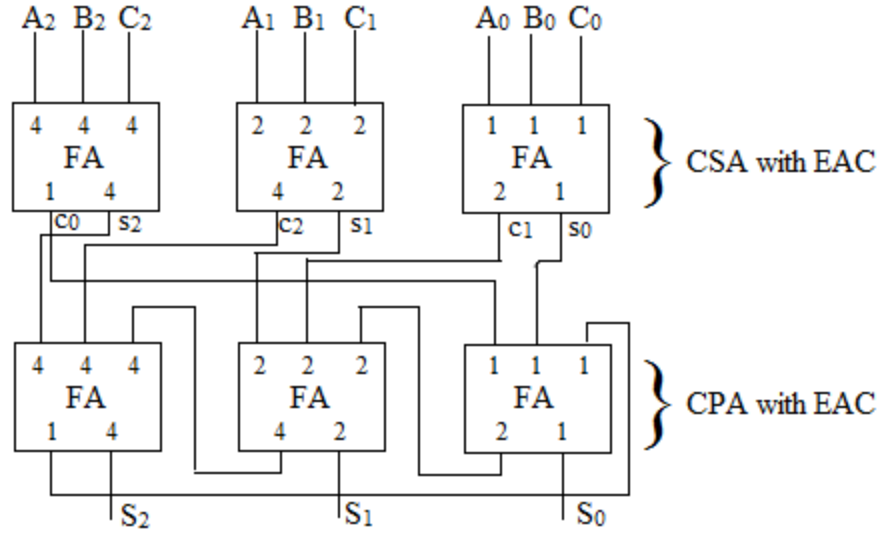 A₂ B₂ C₂ A₁ B₁ C₁ A₀ B₀ C₀
4 4 4 2 2 2 1 1 1
FA FA FA } CSA with EAC
1 4 4 2 2 1
c₀ s₂ c₂ s₁ c₁ s₀
4 4 4 2 2 2 1 1 1
FA FA FA } CPA with EAC
1 4 4 2 2 1
S₂ S₁ S₀